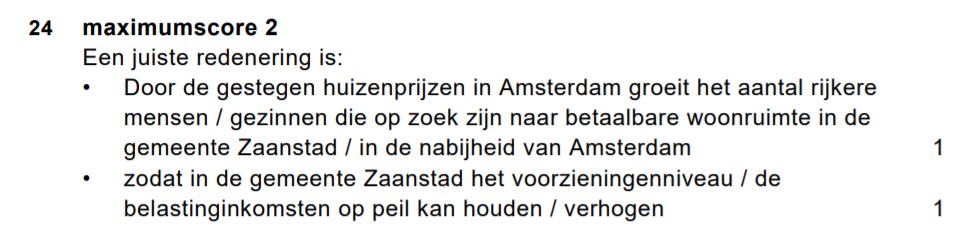 24 maximumscore 2
Een juiste redenering is:
• Door de gestegen huizenprijzen in Amsterdam groeit het aantal rijkere
mensen / gezinnen die op zoek zijn naar betaalbare woonruimte in de
gemeente Zaanstad / in de nabijheid van Amsterdam 1
• zodat in de gemeente Zaanstad het voorzieningenniveau / de
belastinginkomsten op peil kan houden / verhogen 1